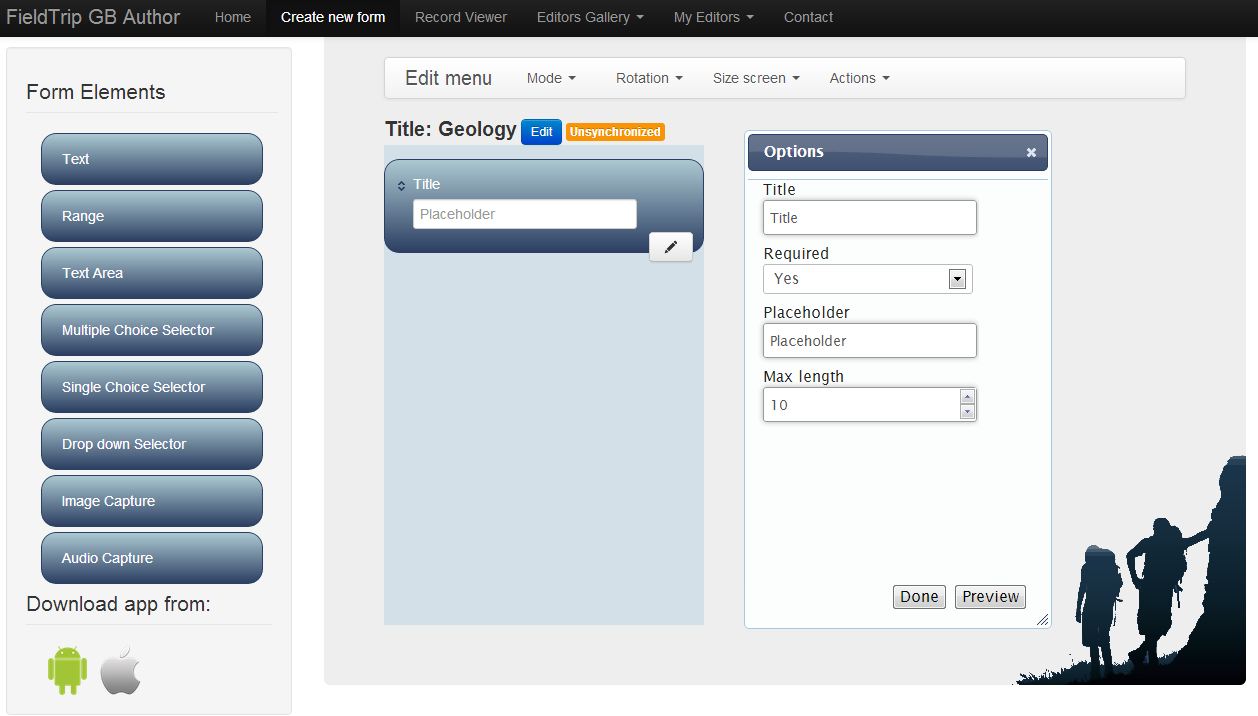 FieldTrip GB Author Home Create new form Record Viewer Editors Gallery My Editors Contact
Form Elements
Text
Range
Text Area
Multiple Choice Selector
Single Choice Selector
Drop down Selector
Image Capture
Audio Capture
Download app from:
Edit menu Mode Rotation Size screen Actions
Title: Geology Edit Unsynchronized
Title
Placeholder
Options
Title
Title
Required
Yes
Placeholder
Placeholder
Max length
10
Done Preview